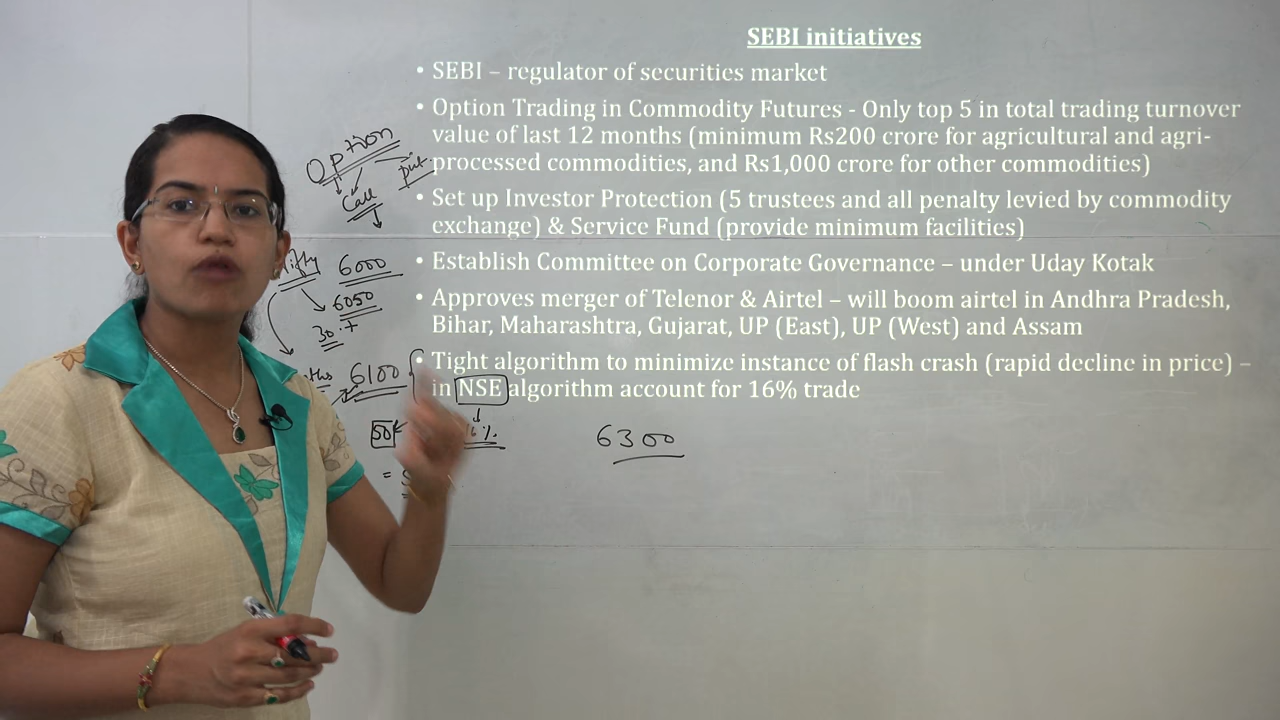 SEBI initiatives
• SEBI – regulator of securities market
• Option Trading in Commodity Futures - Only top 5 in total trading turnover
value of last 12 months (minimum Rs200 crore for agricultural and agri-
processed commodities, and Rs1,000 crore for other commodities)
• Set up Investor Protection (5 trustees and all penalty levied by commodity
exchange) & Service Fund (provide minimum facilities)
• Establish Committee on Corporate Governance – under Uday Kotak
• Approves merger of Telenor & Airtel – will boom airtel in Andhra Pradesh,
Bihar, Maharashtra, Gujarat, UP (East), UP (West) and Assam
• Tight algorithm to minimize instance of flash crash (rapid decline in price) –
in NSE algorithm account for 16% trade
Option
Call
put
6000
6050
6100
50
6300